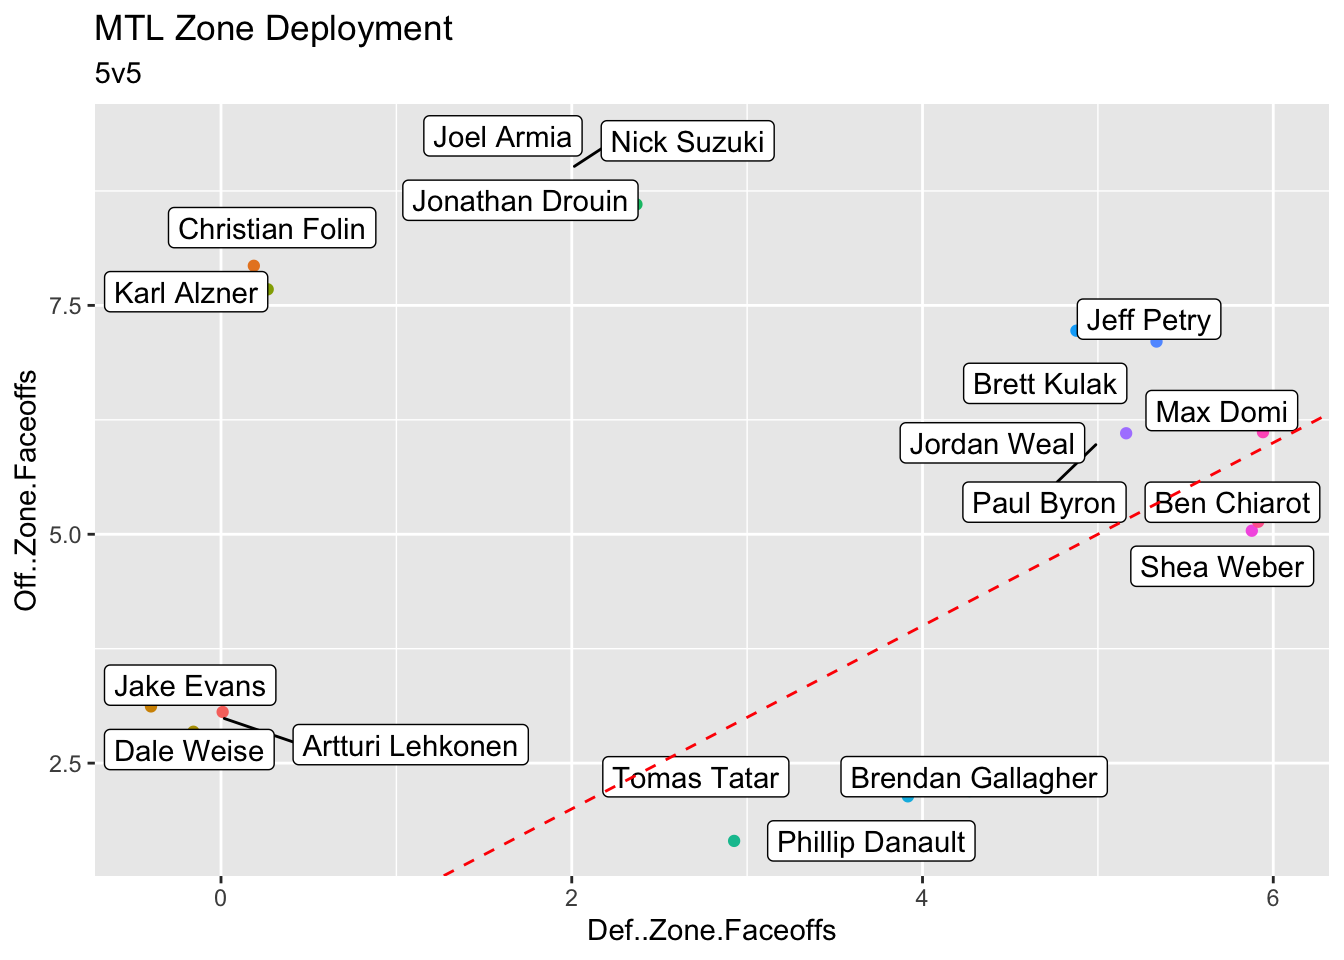 MTL Zone Deployment
5v5
Joel Armia
Nick Suzuki
Jonathan Drouin
Christian Folin
Karl Alzner
Jeff Petry
Brett Kulak
Max Domi
Jordan Weal
Paul Byron
Ben Chiarot
Shea Weber
Jake Evans
Dale Weise
Artturi Lehkonen
Tomas Tatar
Brendan Gallagher
Phillip Danault
Off..Zone.Faceoffs
7.5
5.0
2.5
0
2
4
6
Def..Zone.Faceoffs